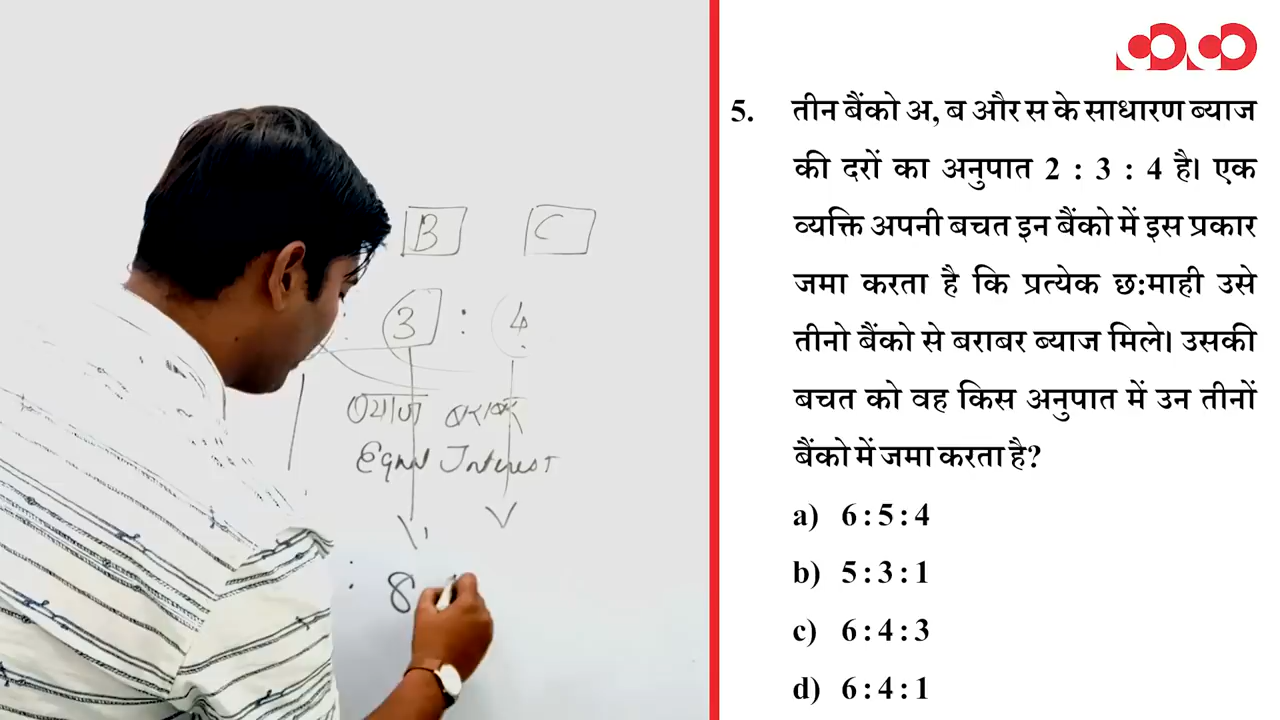 B C
3 : 4
ब्याज बराबर
Equal Interest
: 8
5. तीन बैंको अ, ब और स के साधारण ब्याज
की दरों का अनुपात 2 : 3 : 4 है। एक
व्यक्ति अपनी बचत इन बैंको में इस प्रकार
जमा करता है कि प्रत्येक छ:माही उसे
तीनो बैंको से बराबर ब्याज मिले। उसकी
बचत को वह किस अनुपात में उन तीनों
बैंको में जमा करता है?
a) 6 : 5 : 4
b) 5 : 3 : 1
c) 6 : 4 : 3
d) 6 : 4 : 1